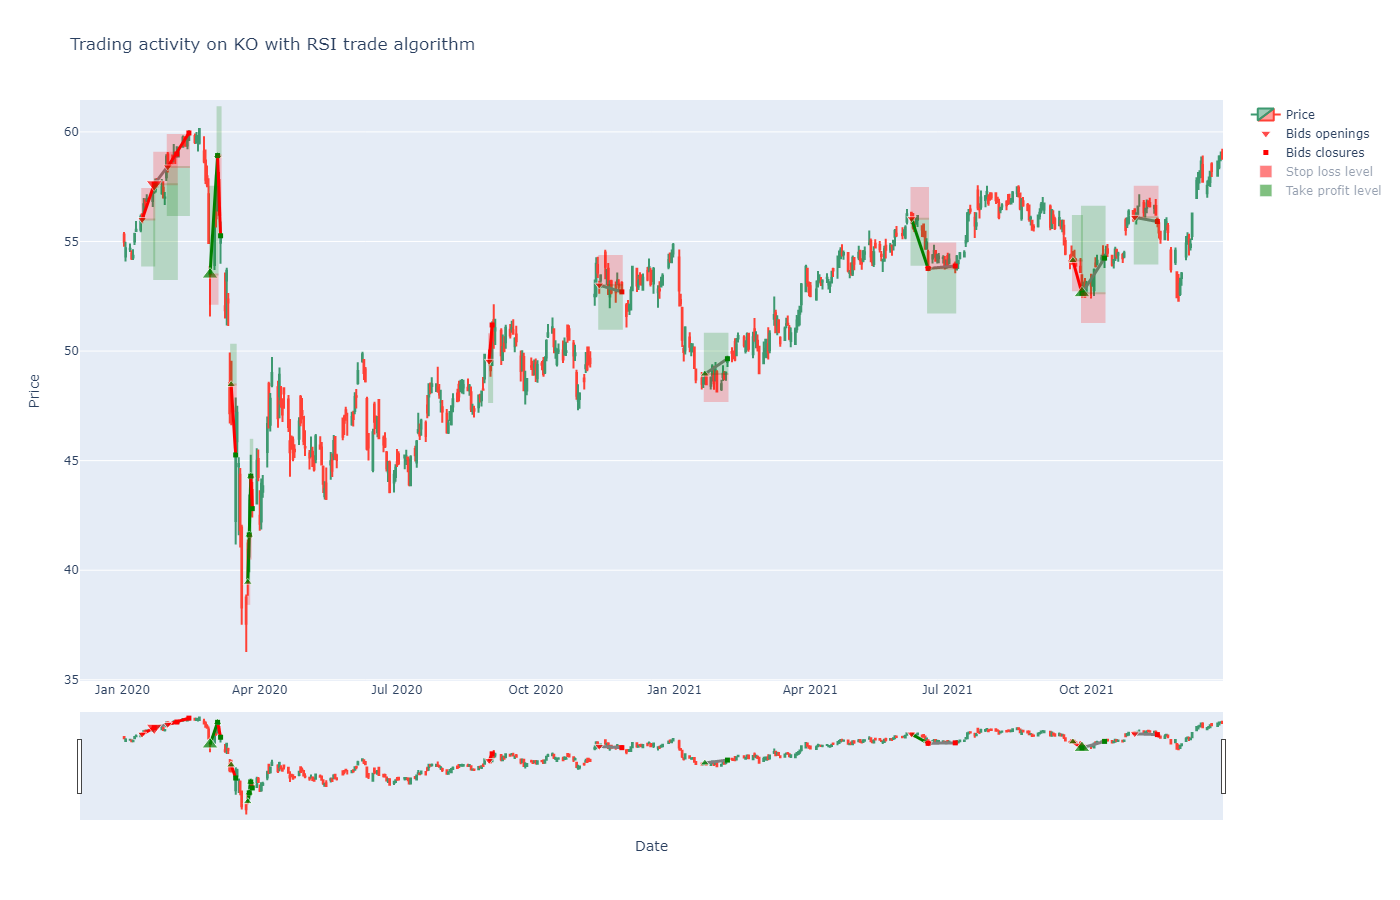 Trading activity on KO with RSI trade algorithm
Price
Bids openings
Bids closures
Stop loss level
Take profit level
60
55
50
45
40
35
Price
Jan 2020
Apr 2020
Jul 2020
Oct 2020
Jan 2021
Apr 2021
Jul 2021
Oct 2021
Date